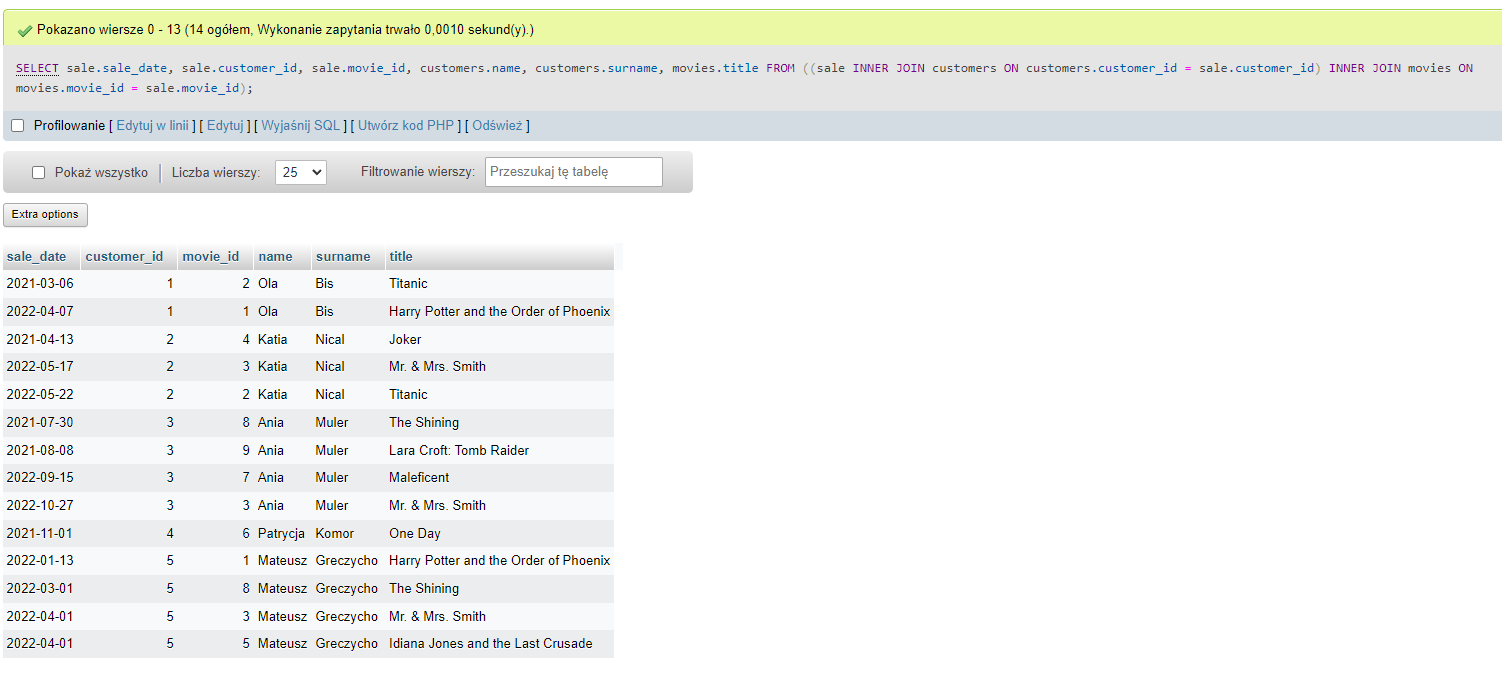 Pokazano wiersze 0 - 13 (14 ogółem, Wykonanie zapytania trwało 0,0010 sekund(y).)
SELECT sale.sale_date, sale.customer_id, sale.movie_id, customers.name, customers.surname, movies.title FROM ((sale INNER JOIN customers ON customers.customer_id = sale.customer_id) INNER JOIN movies ON
movies.movie_id = sale.movie_id);
Profilowanie [ Edytuj w linii ] [ Edytuj ] [ Wyjaśnij SQL ] [ Utwórz kod PHP ] [ Odśwież ]
Pokaż wszystko Liczba wierszy: 25 Filtrowanie wierszy: Przeszukaj tę tabelę
Extra options
sale_date customer_id movie_id name surname title
2021-03-06 1 2 Ola Bis Titanic
2022-04-07 1 1 Ola Bis Harry Potter and the Order of Phoenix
2021-04-13 2 4 Katia Nical Joker
2022-05-17 2 3 Katia Nical Mr. & Mrs. Smith
2022-05-22 2 2 Katia Nical Titanic
2021-07-30 3 8 Ania Muler The Shining
2021-08-08 3 9 Ania Muler Lara Croft: Tomb Raider
2022-09-15 3 7 Ania Muler Maleficent
2022-10-27 3 3 Ania Muler Mr. & Mrs. Smith
2021-11-01 4 6 Patrycja Komor One Day
2022-01-13 5 1 Mateusz Greczycho Harry Potter and the Order of Phoenix
2022-03-01 5 8 Mateusz Greczycho The Shining
2022-04-01 5 3 Mateusz Greczycho Mr. & Mrs. Smith
2022-04-01 5 5 Mateusz Greczycho Idiana Jones and the Last Crusade